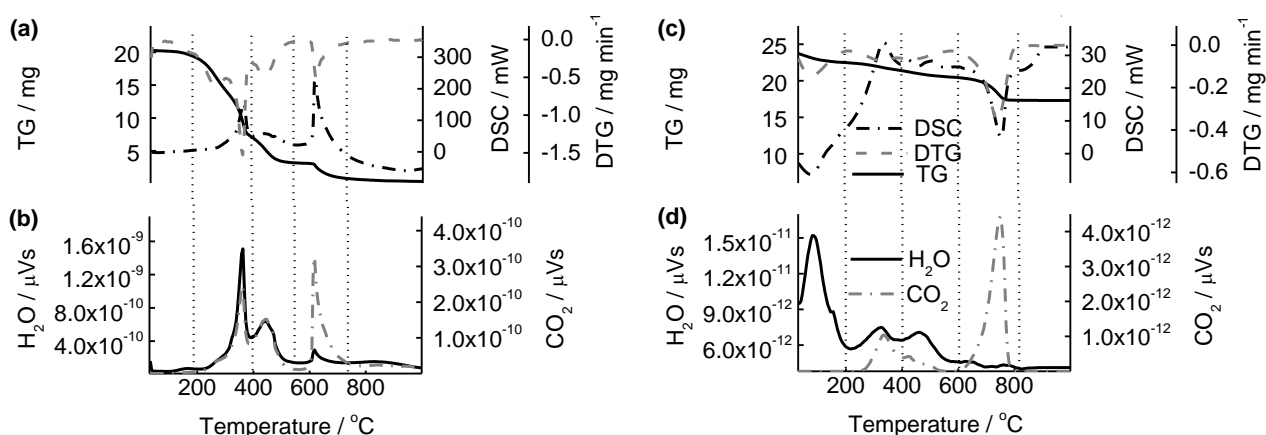 (a)
TG / mg
20
15
10
5
DSC / mW
300
200
100
0
DTG / mg min⁻¹
0.0
-0.5
-1.0
-1.5
(b)
H₂O / µVs
1.6x10⁻⁹
1.2x10⁻⁹
8.0x10⁻¹⁰
4.0x10⁻¹⁰
CO₂ / µVs
4.0x10⁻¹⁰
3.0x10⁻¹⁰
2.0x10⁻¹⁰
1.0x10⁻¹⁰
200 400 600 800
Temperature / °C
(c)
TG / mg
25
20
15
10
DSC / mW
30
20
10
0
DTG / mg min⁻¹
0.0
-0.2
-0.4
-0.6
DSC
DTG
TG
(d)
H₂O / µVs
1.5x10⁻¹¹
1.2x10⁻¹¹
9.0x10⁻¹²
6.0x10⁻¹²
H₂O
CO₂
CO₂ / µVs
4.0x10⁻¹²
3.0x10⁻¹²
2.0x10⁻¹²
1.0x10⁻¹²
200 400 600 800
Temperature / °C